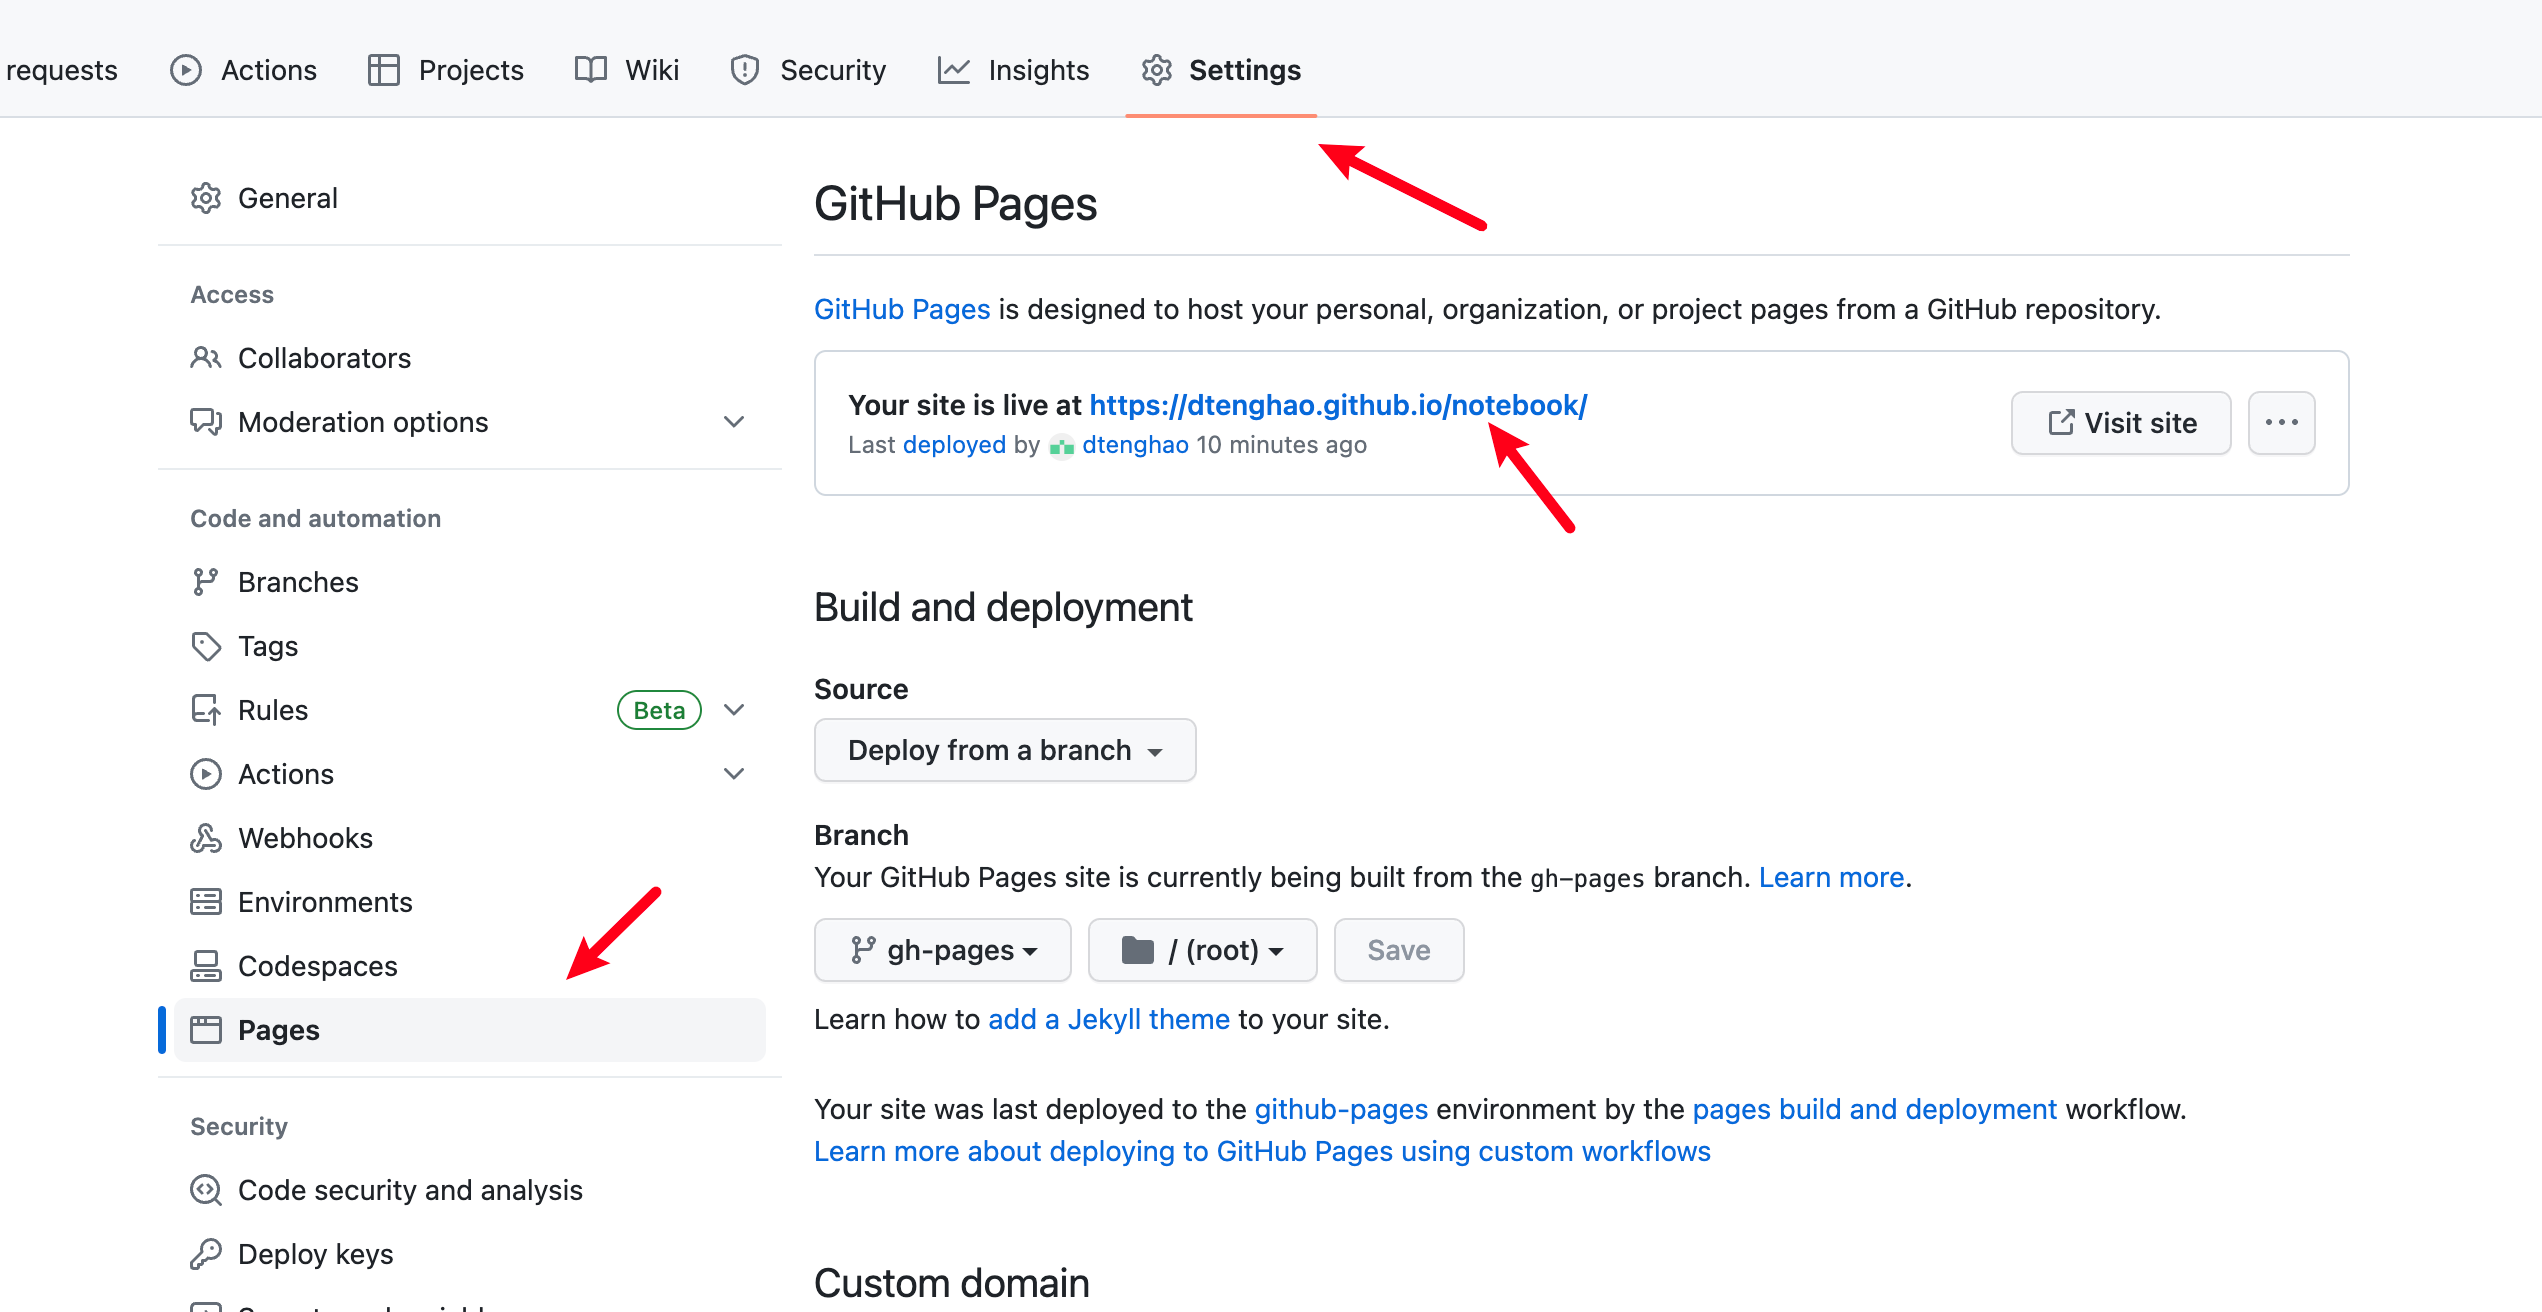 requests Actions Projects Wiki Security Insights Settings
General
Access
Collaborators
Moderation options
Code and automation
Branches
Tags
Rules Beta
Actions
Webhooks
Environments
Codespaces
Pages
Security
Code security and analysis
Deploy keys
GitHub Pages
GitHub Pages is designed to host your personal, organization, or project pages from a GitHub repository.
Your site is live at https://dtenghao.github.io/notebook/
Last deployed by dtenghao 10 minutes ago
Visit site
Build and deployment
Source
Deploy from a branch
Branch
Your GitHub Pages site is currently being built from the gh-pages branch. Learn more.
gh-pages / (root) Save
Learn how to add a Jekyll theme to your site.
Your site was last deployed to the github-pages environment by the pages build and deployment workflow.
Learn more about deploying to GitHub Pages using custom workflows
Custom domain